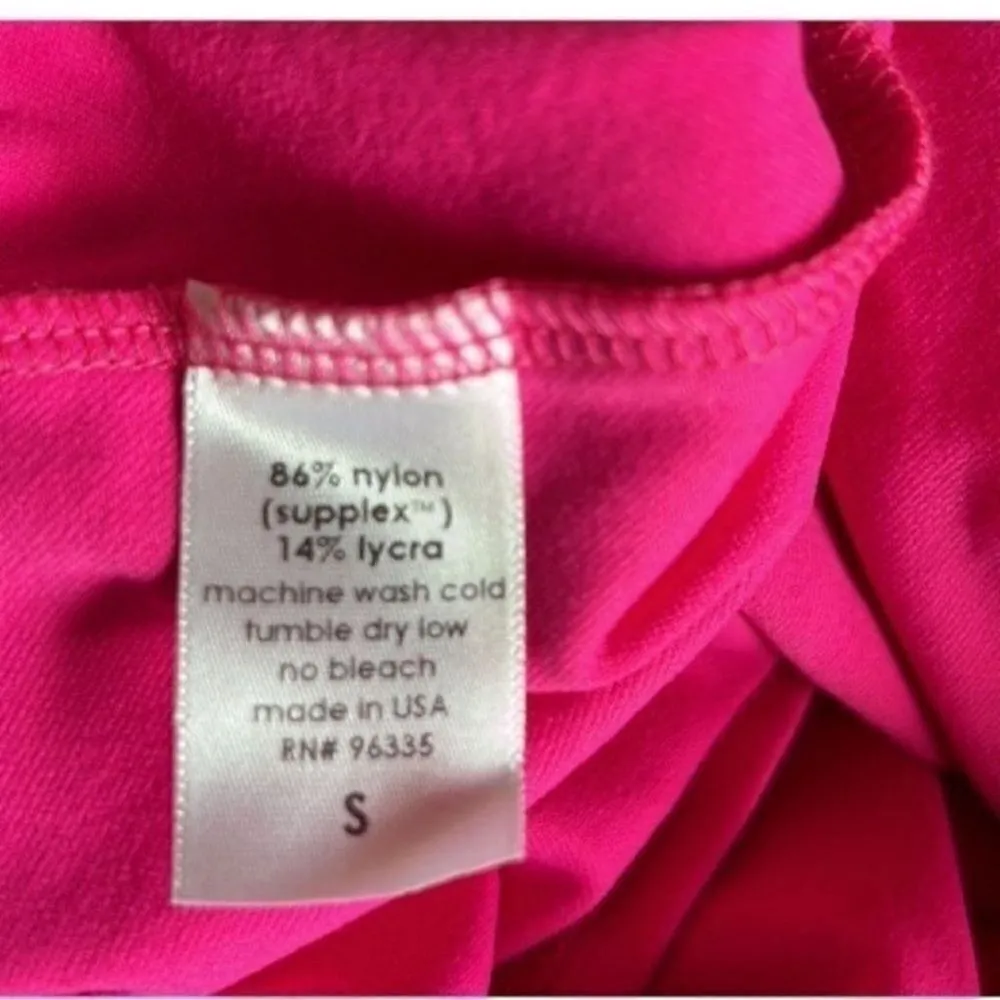 86% nylon
(supplex™)
14% lycra
machine wash cold
tumble dry low
no bleach
made in USA
RN# 96335
S